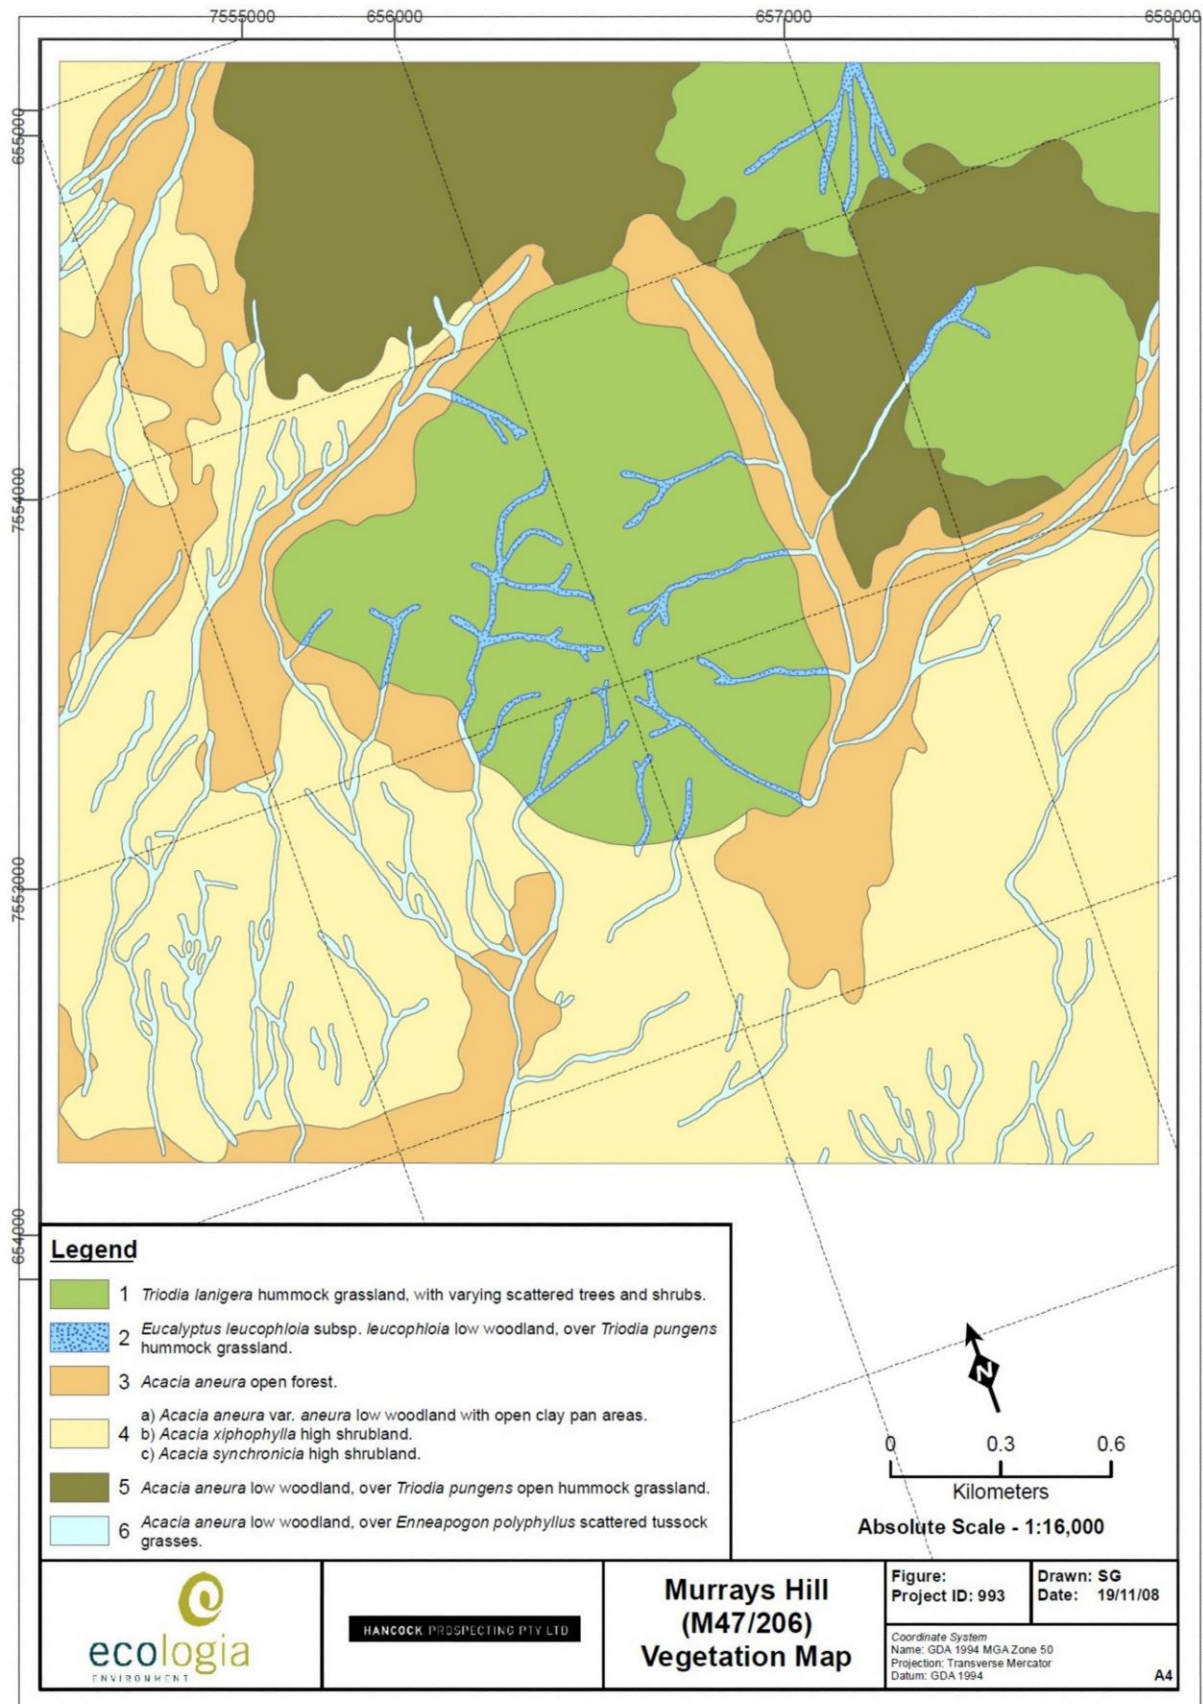 7555000 656000 657000 658000
655000
7554000
7553000
654000
Legend
1 Triodia lanigera hummock grassland, with varying scattered trees and shrubs.
2 Eucalyptus leucophloia subsp. leucophloia low woodland, over Triodia pungens
hummock grassland.
3 Acacia aneura open forest.
4 a) Acacia aneura var. aneura low woodland with open clay pan areas.
b) Acacia xiphophylla high shrubland.
c) Acacia synchronicia high shrubland.
5 Acacia aneura low woodland, over Triodia pungens open hummock grassland.
6 Acacia aneura low woodland, over Enneapogon polyphyllus scattered tussock
grasses.
N
0 0.3 0.6
Kilometers
Absolute Scale - 1:16,000
ecologia
ENVIRONMENT
HANCOCK PROSPECTING PTY LTD
Murrays Hill
(M47/206)
Vegetation Map
Figure:
Project ID: 993
Drawn: SG
Date: 19/11/08
Coordinate System
Name: GDA 1994 MGA Zone 50
Projection: Transverse Mercator
Datum: GDA 1994
A4